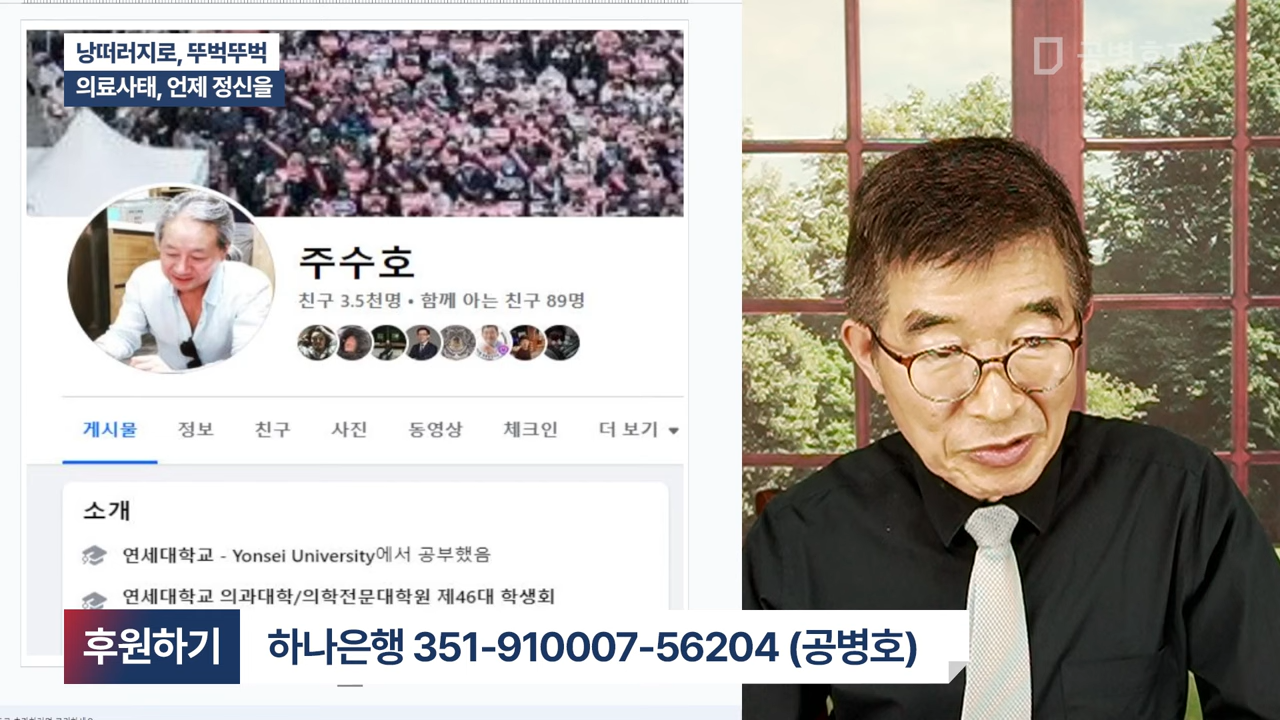 낭떠러지로, 뚜벅뚜벅
의료사태, 언제 정신을
공병호TV
주수호
친구 3.5천명 • 함께 아는 친구 89명
게시물 정보 친구 사진 동영상 체크인 더 보기
소개
연세대학교 - Yonsei University에서 공부했음
연세대학교 의과대학/의학전문대학원 제46대 학생회
후원하기 하나은행 351-910007-56204 (공병호)